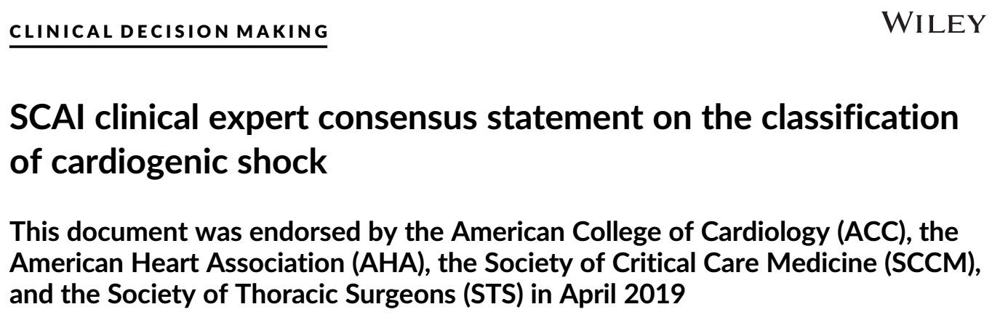 CLINICAL DECISION MAKING
WILEY
SCAI clinical expert consensus statement on the classification
of cardiogenic shock
This document was endorsed by the American College of Cardiology (ACC), the
American Heart Association (AHA), the Society of Critical Care Medicine (SCCM),
and the Society of Thoracic Surgeons (STS) in April 2019